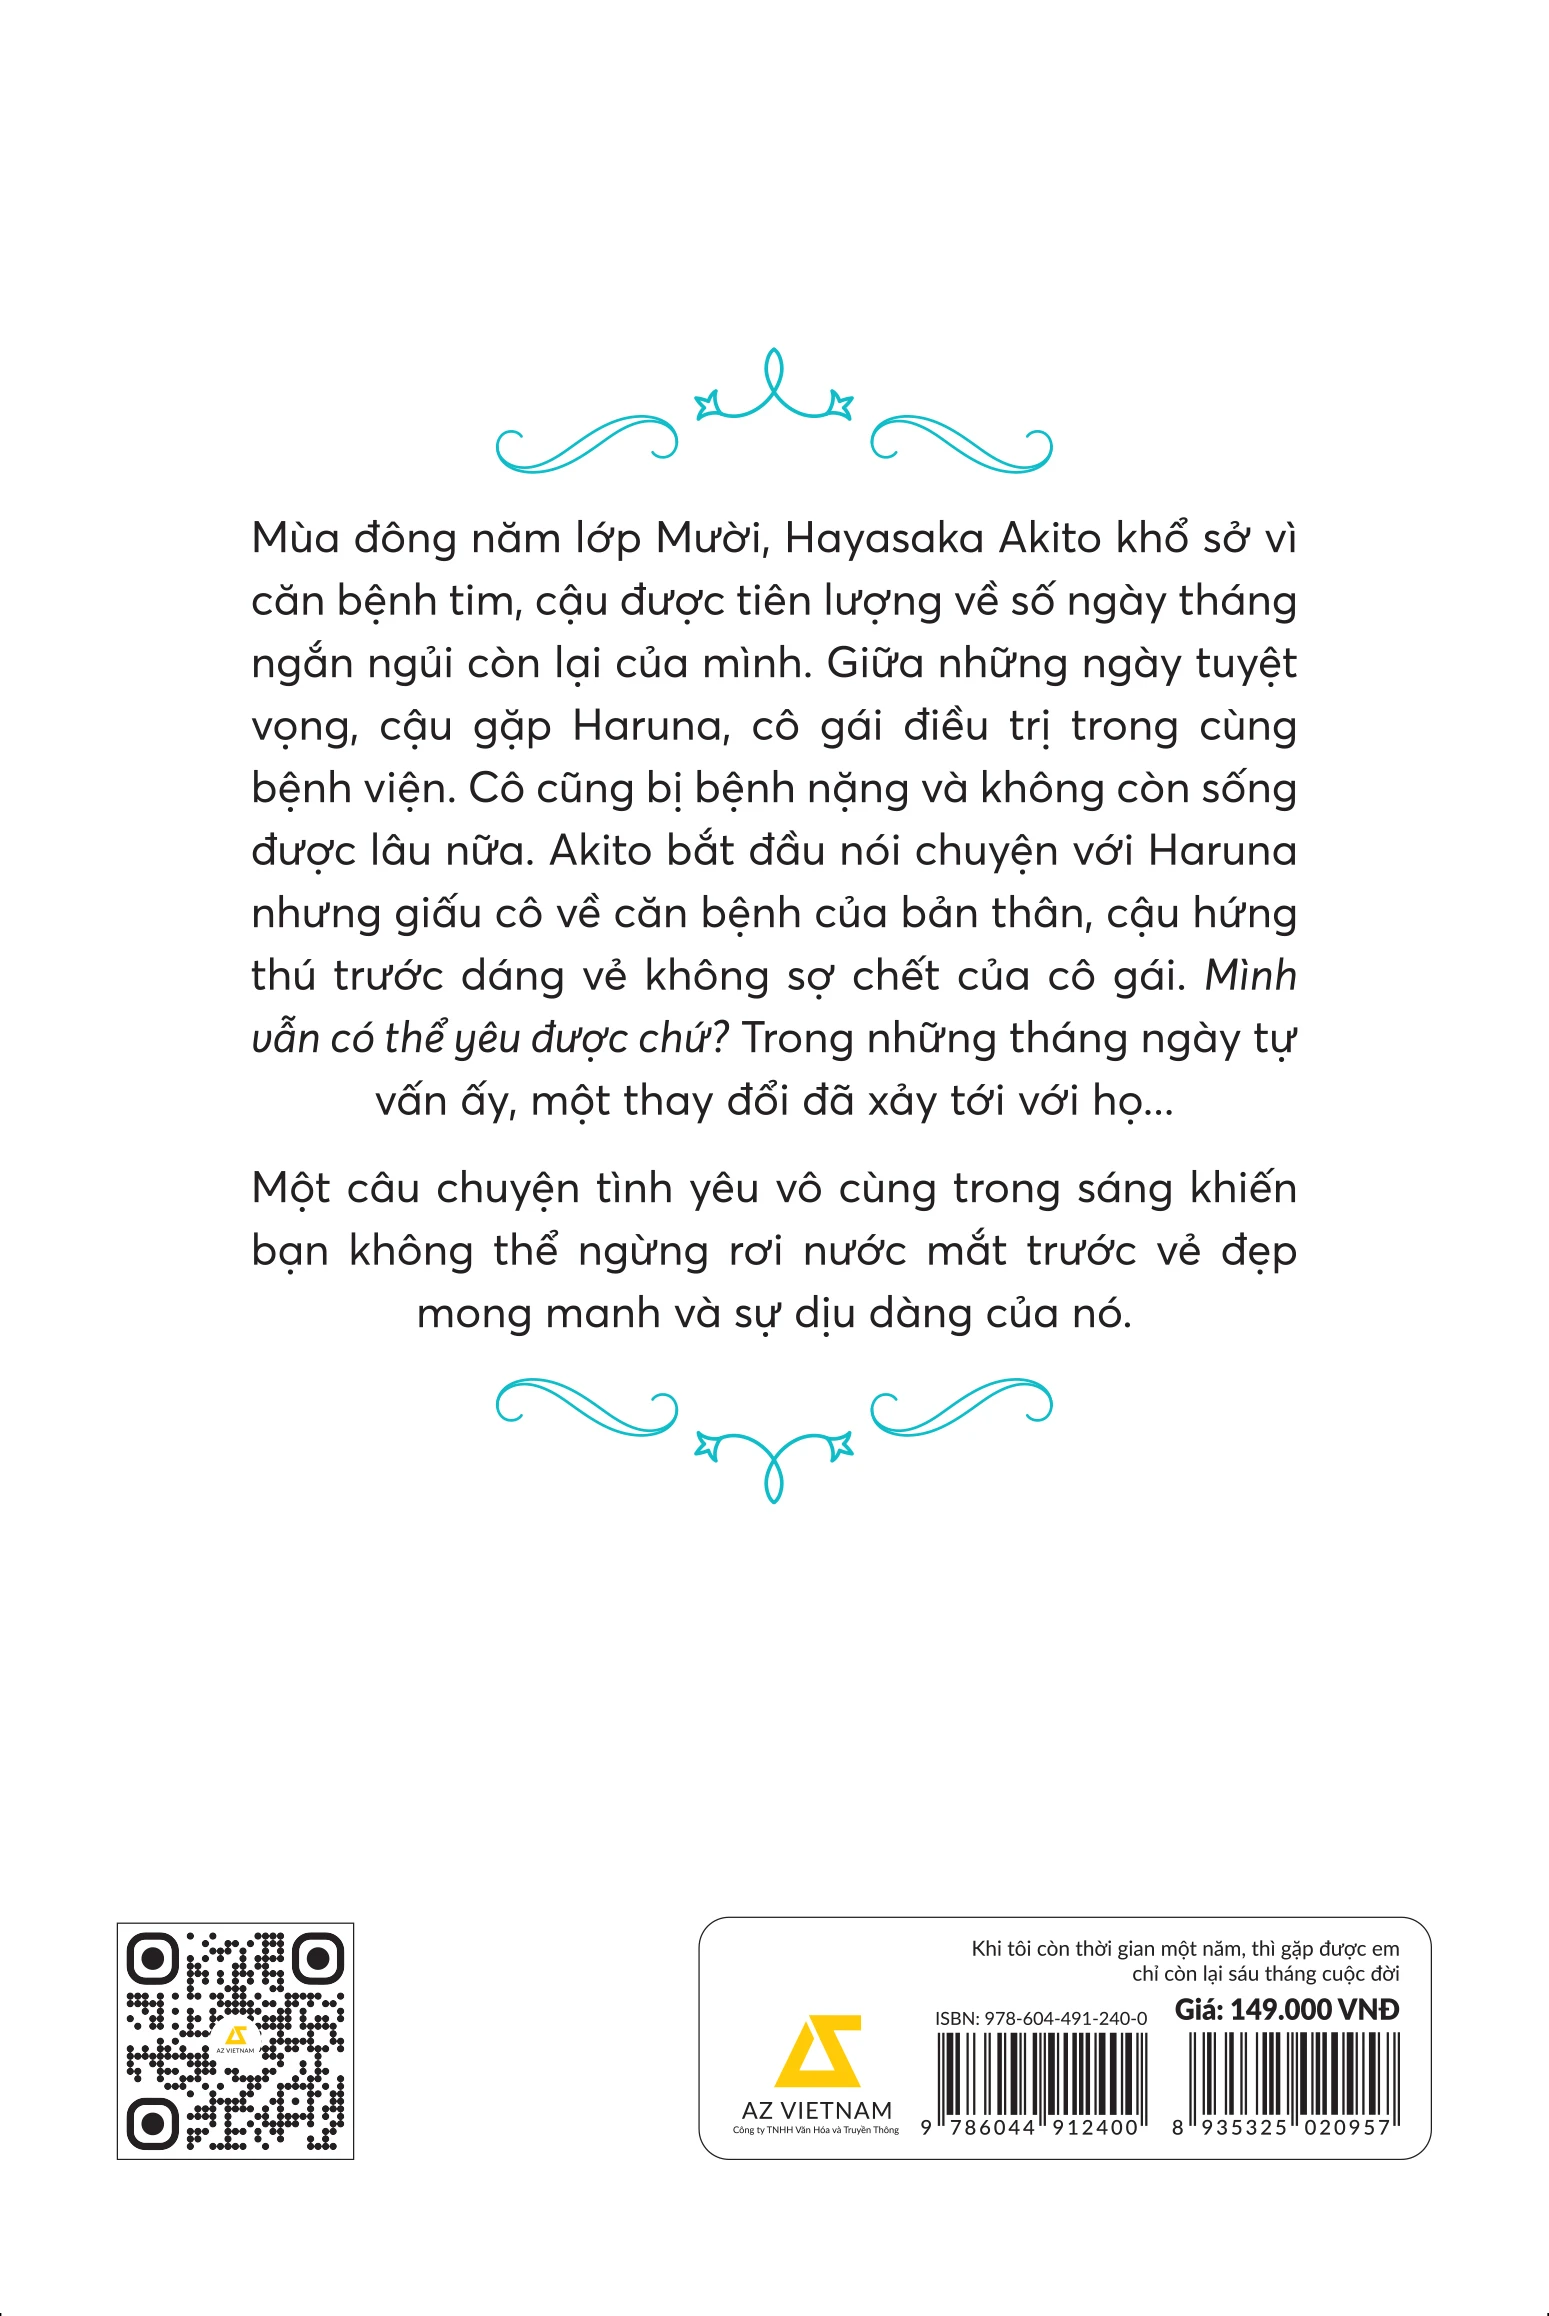 Mùa đông năm lớp Mười, Hayasaka Akito khổ sở vì
căn bệnh tim, cậu được tiên lượng về số ngày tháng
ngắn ngủi còn lại của mình. Giữa những ngày tuyệt
vọng, cậu gặp Haruna, cô gái điều trị trong cùng
bệnh viện. Cô cũng bị bệnh nặng và không còn sống
được lâu nữa. Akito bắt đầu nói chuyện với Haruna
nhưng giấu cô về căn bệnh của bản thân, cậu hứng
thú trước dáng vẻ không sợ chết của cô gái. Mình
vẫn có thể yêu được chứ? Trong những tháng ngày tự
vấn ấy, một thay đổi đã xảy tới với họ...
Một câu chuyện tình yêu vô cùng trong sáng khiến
bạn không thể ngừng rơi nước mắt trước vẻ đẹp
mong manh và sự dịu dàng của nó.
AZ VIETNAM
Khi tôi còn thời gian một năm, thì gặp được em
chỉ còn lại sáu tháng cuộc đời
Giá: 149.000 VNĐ
ISBN: 978-604-491-240-0
AZ VIETNAM
Công ty TNHH Văn Hóa và Truyền Thông
9 786044 912400
8 935325 020957